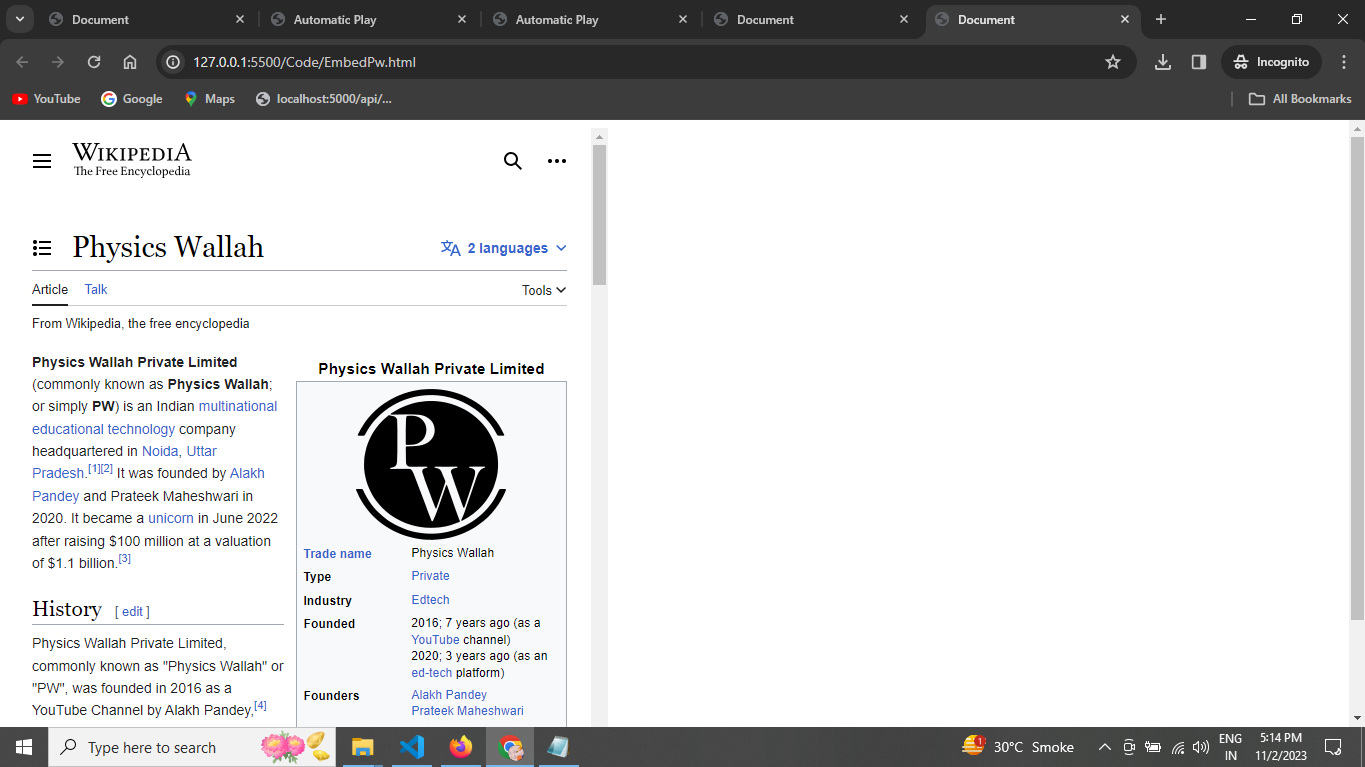 Document
Automatic Play
Automatic Play
Document
Document
127.0.0.1:5500/Code/EmbedPw.html
Incognito
YouTube
Google
Maps
localhost:5000/api/...
All Bookmarks
WIKIPEDIA
The Free Encyclopedia
Physics Wallah
2 languages
Article
Talk
Tools
From Wikipedia, the free encyclopedia
Physics Wallah Private Limited
(commonly known as Physics Wallah;
or simply PW) is an Indian multinational
educational technology company
headquartered in Noida, Uttar
Pradesh.[1][2] It was founded by Alakh
Pandey and Prateek Maheshwari in
2020. It became a unicorn in June 2022
after raising $100 million at a valuation
of $1.1 billion.[3]
History [ edit ]
Physics Wallah Private Limited,
commonly known as "Physics Wallah" or
"PW", was founded in 2016 as a
YouTube Channel by Alakh Pandey,[4]
Physics Wallah Private Limited
P
W
Trade name Physics Wallah
Type Private
Industry Edtech
Founded 2016; 7 years ago (as a
YouTube channel)
2020; 3 years ago (as an
ed-tech platform)
Founders Alakh Pandey
Prateek Maheshwari
Type here to search
1
30°C Smoke
ENG
IN
5:14 PM
11/2/2023